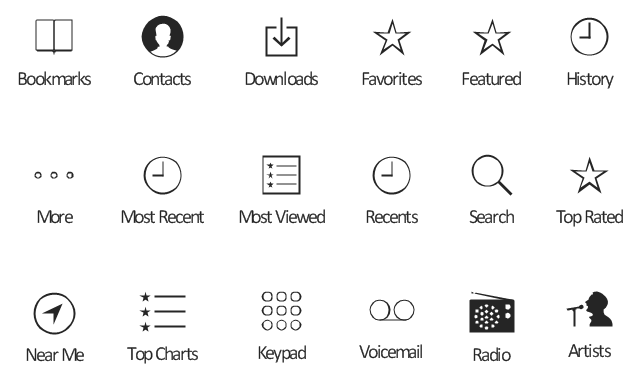 Bookmarks
Contacts
Downloads
Favorites
Featured
History
More
Most Recent
Most Viewed
Recents
Search
Top Rated
Near Me
Top Charts
Keypad
Voicemail
Radio
Artists